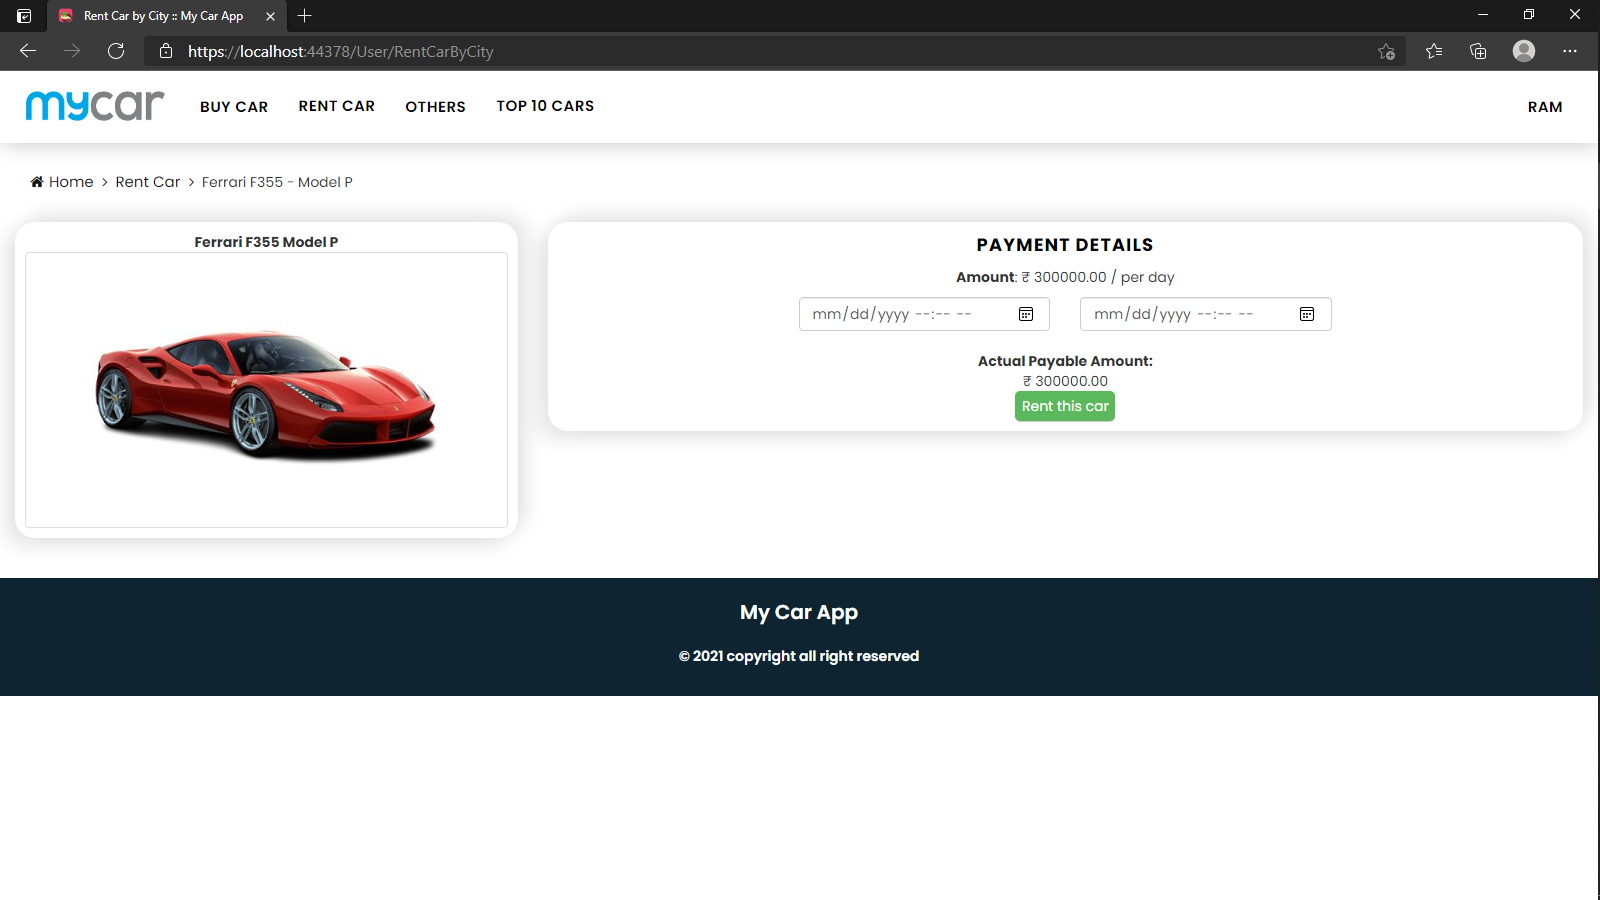 Rent Car by City :: My Car App
https://localhost:44378/User/RentCarByCity
mycar BUY CAR RENT CAR OTHERS TOP 10 CARS RAM
Home > Rent Car > Ferrari F355 - Model P
Ferrari F355 Model P
PAYMENT DETAILS
Amount: ₹ 300000.00 / per day
mm/dd/yyyy --:-- -- mm/dd/yyyy --:-- --
Actual Payable Amount:
₹ 300000.00
Rent this car
My Car App
© 2021 copyright all right reserved